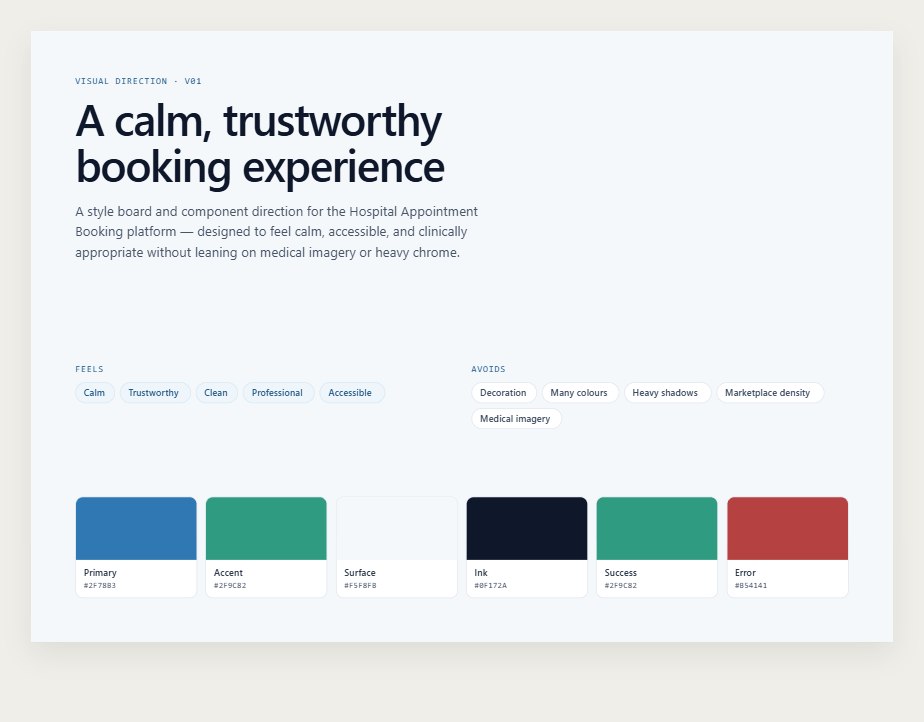 VISUAL DIRECTION · V01
A calm, trustworthy
booking experience
A style board and component direction for the Hospital Appointment
Booking platform — designed to feel calm, accessible, and clinically
appropriate without leaning on medical imagery or heavy chrome.
FEELS
Calm Trustworthy Clean Professional Accessible
AVOIDS
Decoration Many colours Heavy shadows Marketplace density
Medical imagery
Primary
#2F78B3
Accent
#2F9C82
Surface
#F5F8FB
Ink
#0F172A
Success
#2F9C82
Error
#B54141